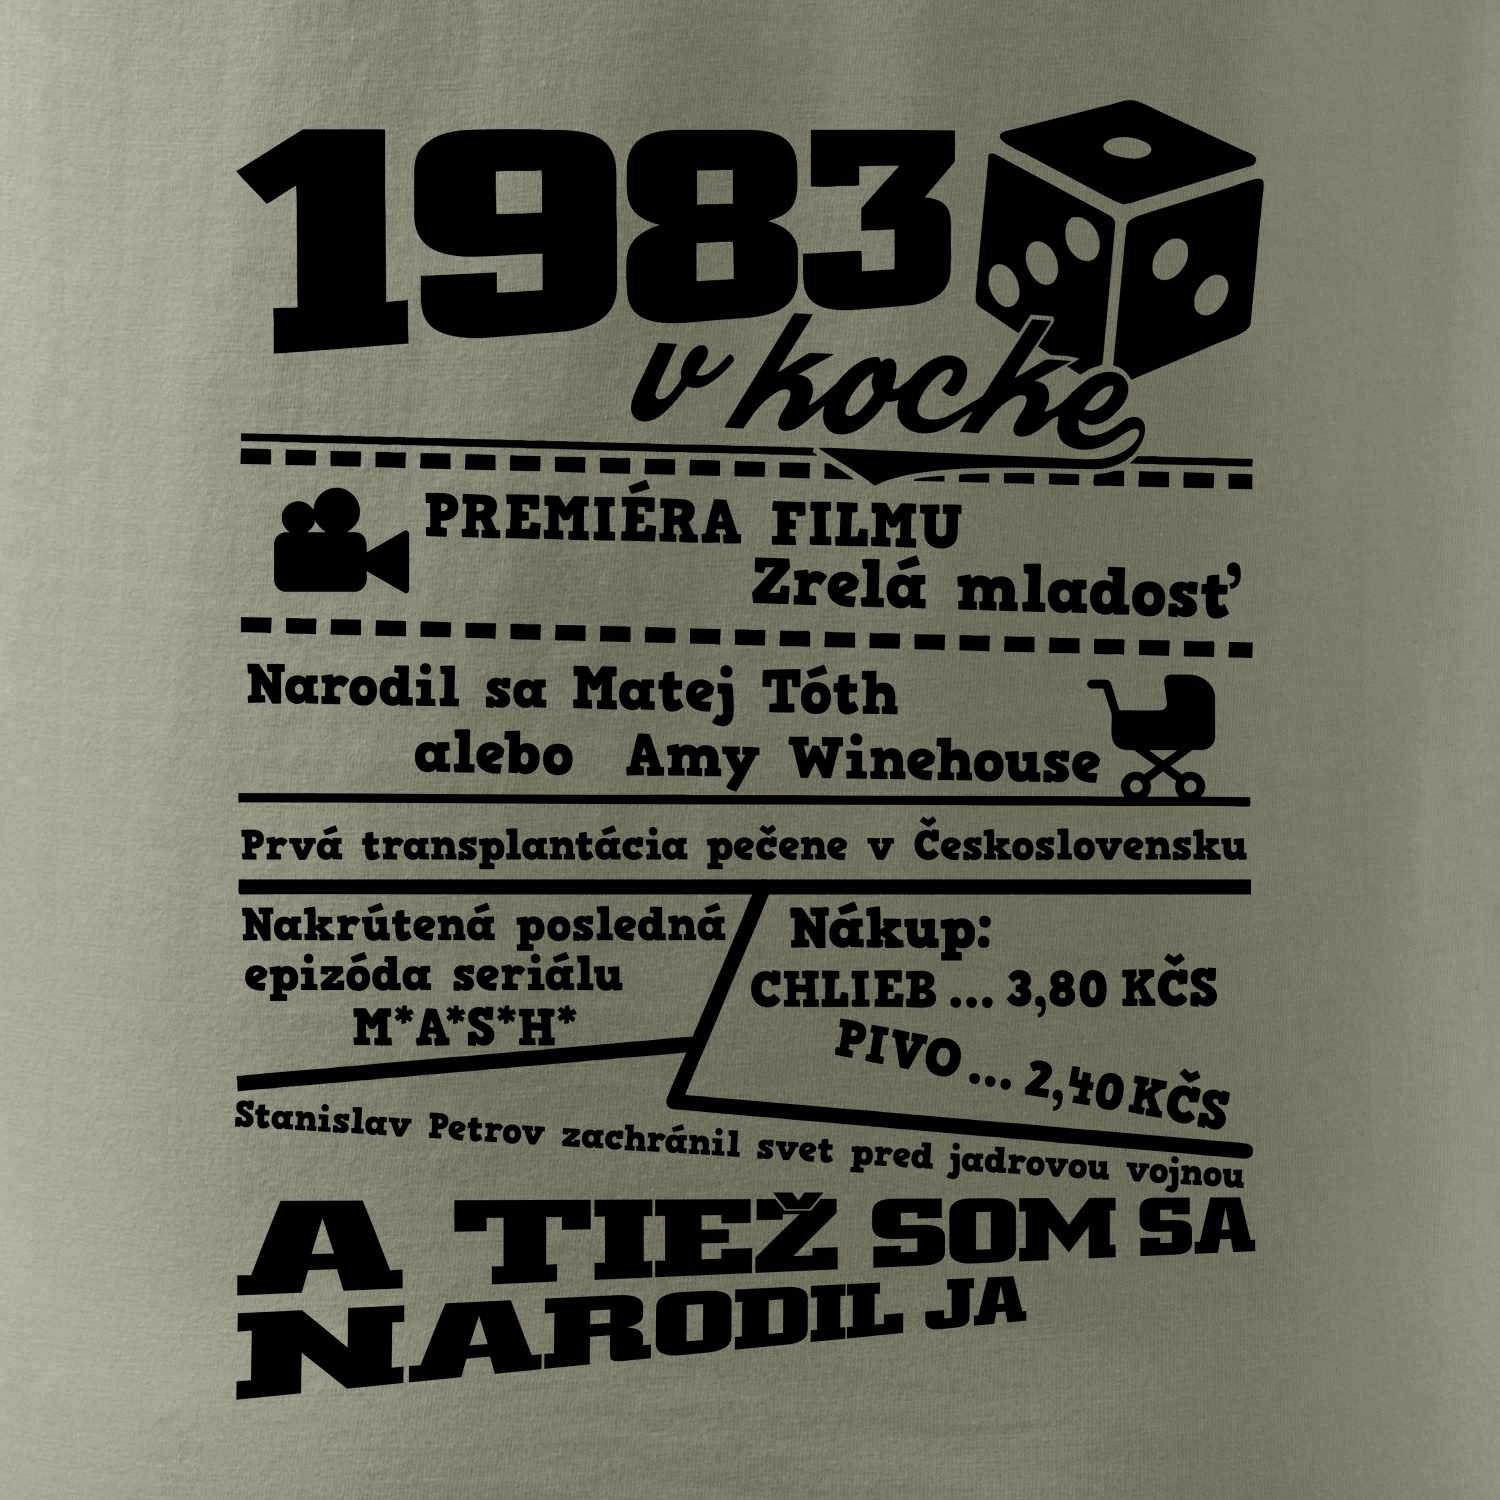 1983
v kocke
PREMIÉRA FILMU
Zrelá mladosť
Narodil sa Matej Tóth
alebo Amy Winehouse
Prvá transplantácia pečene v Československu
Nakrútená posledná
epizóda seriálu
M*A*S*H*
Nákup:
CHLIEB ... 3,80 KČS
PIVO ... 2,40 KČS
Stanislav Petrov zachránil svet pred jadrovou vojnou
A TIEŽ SOM SA
NARODIL JA